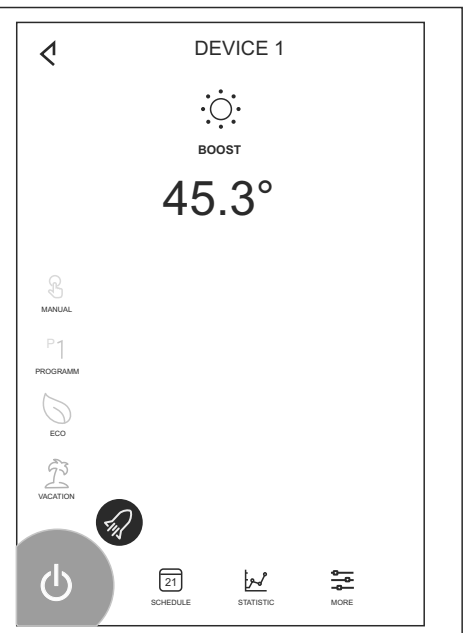 DEVICE 1
BOOST
45.3°
MANUAL
P1
PROGRAMM
ECO
VACATION
21
SCHEDULE STATISTIC MORE